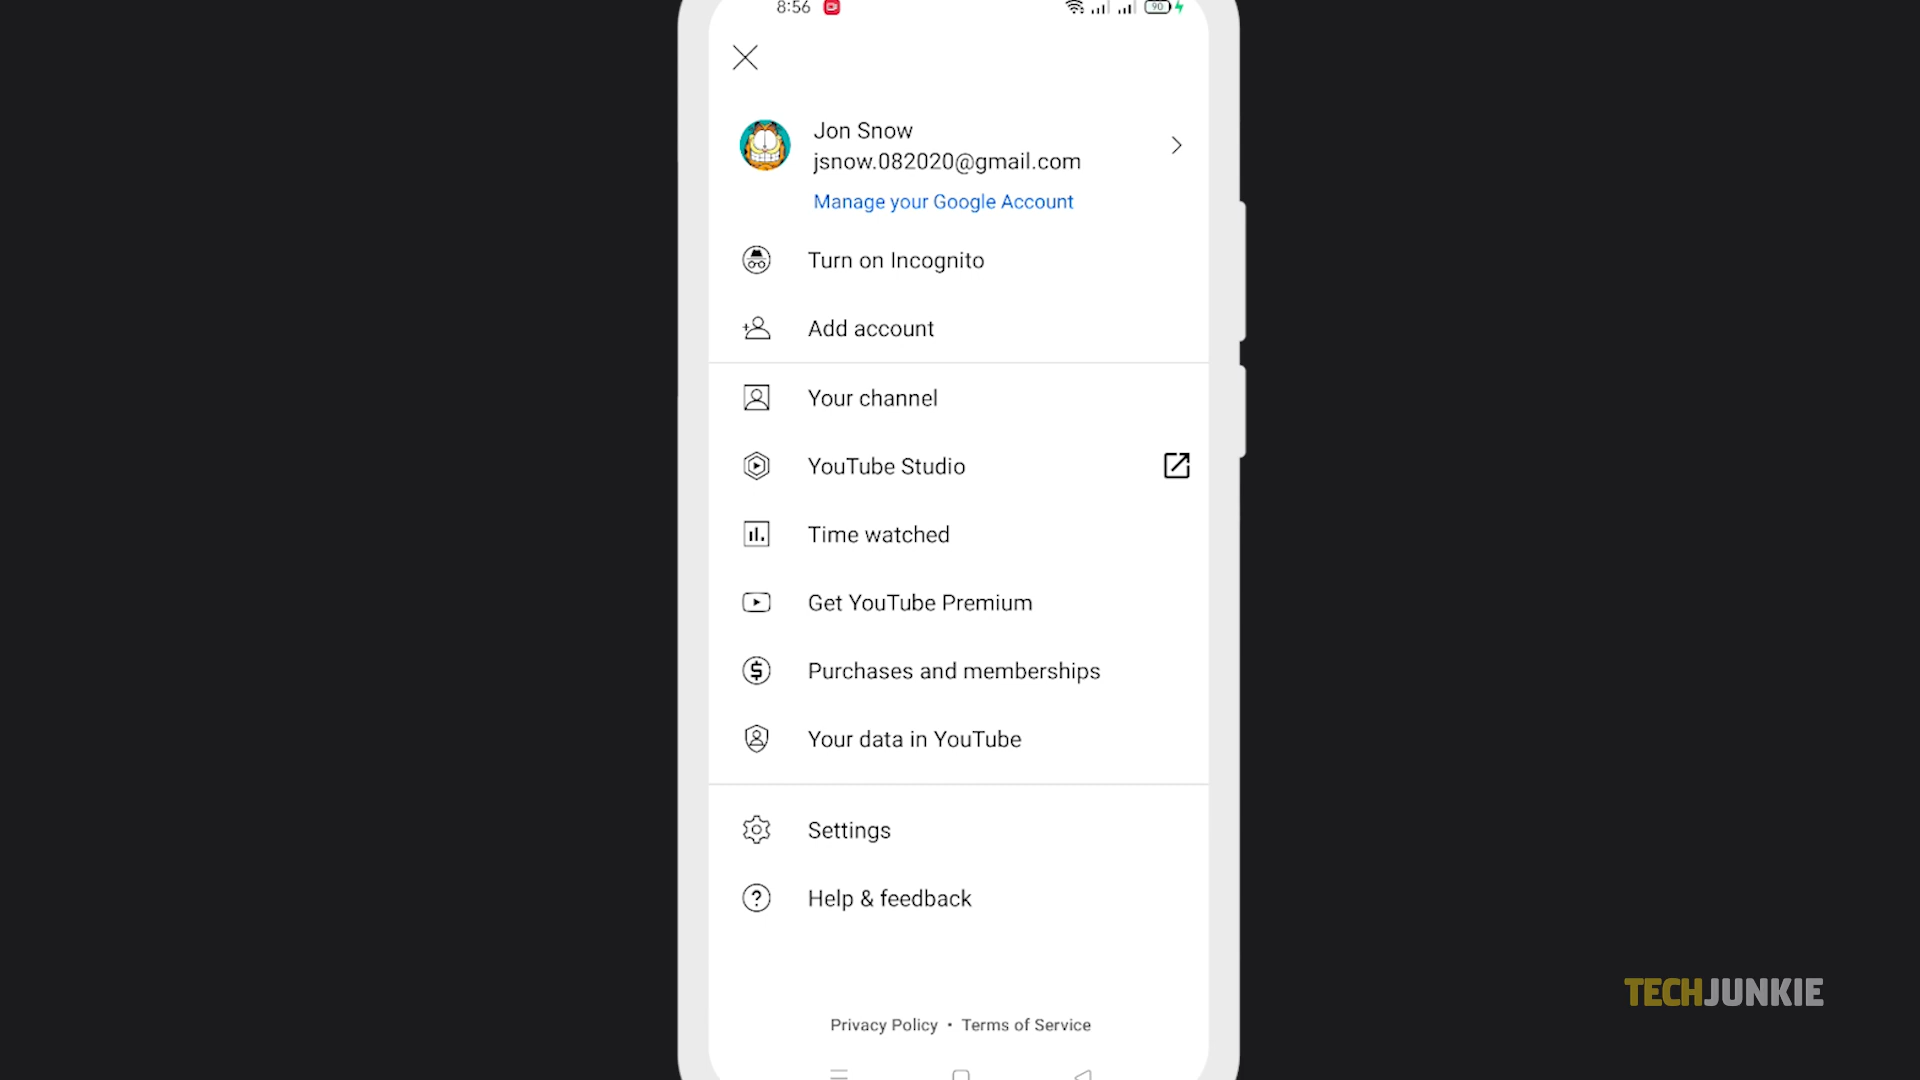 8:56
90
Jon Snow
jsnow.082020@gmail.com
Manage your Google Account
Turn on Incognito
Add account
Your channel
YouTube Studio
Time watched
Get YouTube Premium
Purchases and memberships
Your data in YouTube
Settings
Help & feedback
Privacy Policy • Terms of Service
TECHJUNKIE